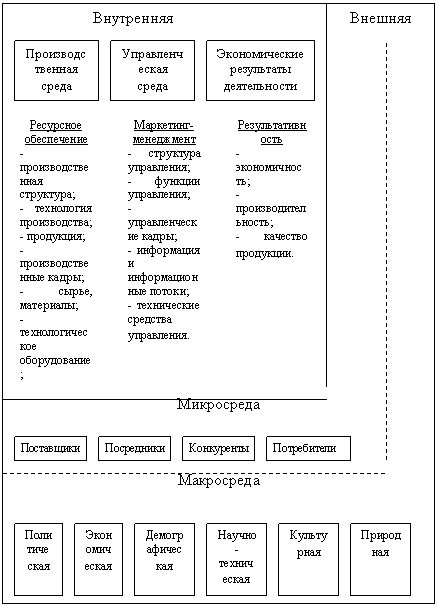 Внутренняя Внешняя
Производс
твенная
среда
Управленч
еская
среда
Экономические
результаты
деятельности
Ресурсное
обеспечение
-
производстве
нная
структура;
- технология
производства;
- продукция;
-
производстве
нные кадры;
- сырье,
материалы;
-
технологичес
кое
оборудование
;
Маркетинг-
менеджмент
- структура
управления;
- функции
управления;
-
управленческ
ие кадры;
- информация
и
информацион
ные потоки;
- технические
средства
управления.
Результативн
ость
-
экономичнос
ть;
-
производител
ьность;
- качество
продукции.
Микросреда
Поставщики
Посредники
Конкуренты
Потребители
Макросреда
Поли
тиче
ская
Экон
омич
еская
Демогр
афичес
кая
Научно
-
технич
еская
Культу
рная
Природ
ная